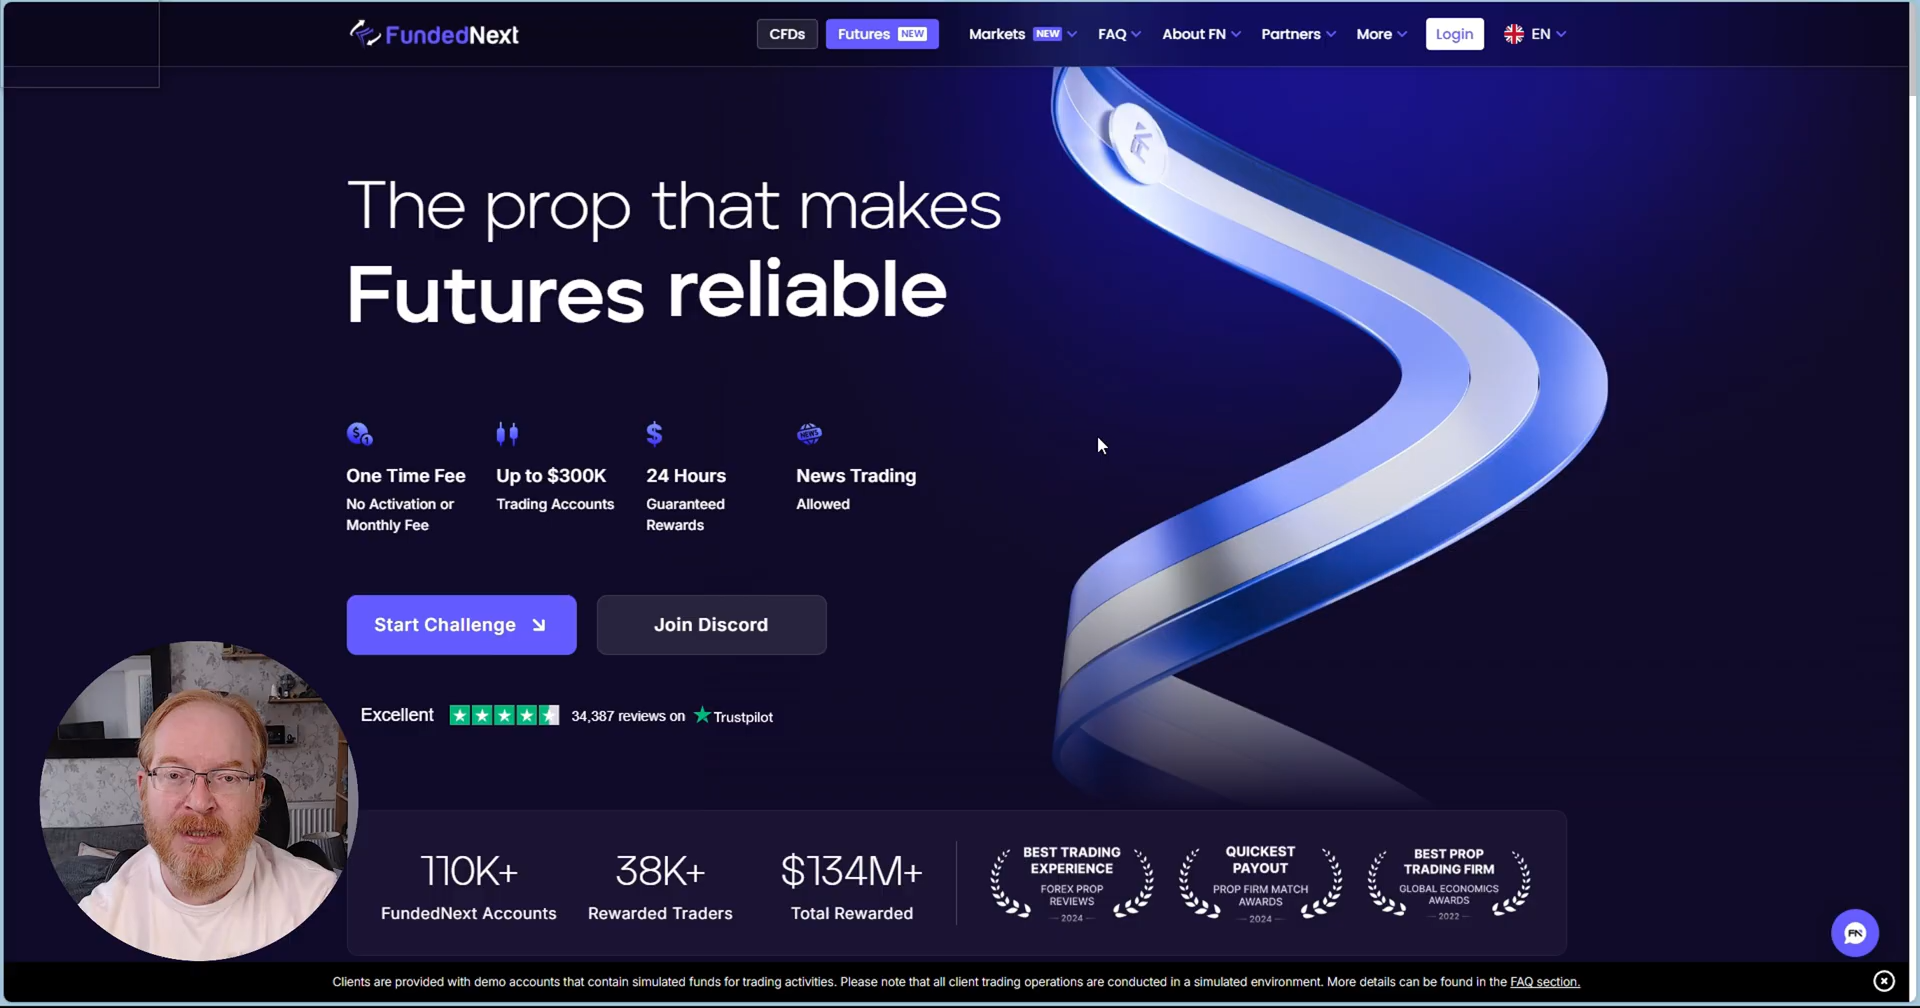 FundedNext
CFDs
Futures NEW
Markets NEW
FAQ
About FN
Partners
More
Login
EN
The prop that makes
Futures reliable
One Time Fee
No Activation or
Monthly Fee
Up to $300K
Trading Accounts
24 Hours
Guaranteed
Rewards
NEWS
News Trading
Allowed
Start Challenge
Join Discord
Excellent
34,387 reviews on Trustpilot
110K+
FundedNext Accounts
38K+
Rewarded Traders
$134M+
Total Rewarded
BEST TRADING
EXPERIENCE
FOREX PROP
REVIEWS
2024
QUICKEST
PAYOUT
PROP FIRM MATCH
AWARDS
2024
BEST PROP
TRADING FIRM
GLOBAL ECONOMICS
AWARDS
2022
FN
Clients are provided with demo accounts that contain simulated funds for trading activities. Please note that all client trading operations are conducted in a simulated environment. More details can be found in the FAQ section.